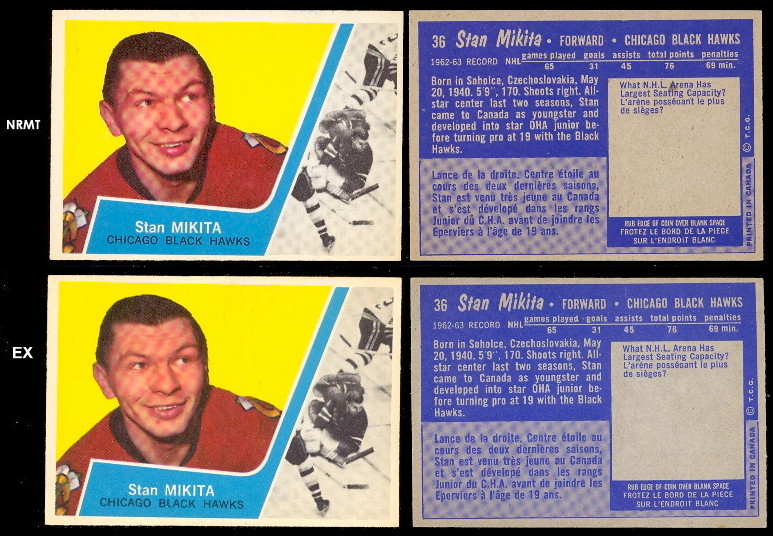 NRMT
Stan MIKITA
CHICAGO BLACK HAWKS
36 Stan Mikita • FORWARD • CHICAGO BLACK HAWKS
games played goals assists total points penalties
1962-63 RECORD NHL 65 31 45 76 69 min.
Born in Soholce, Czechoslovakia, May
20, 1940. 5'9", 170. Shoots right. All-
star center last two seasons, Stan
came to Canada as youngster and
developed into star OHA junior be-
fore turning pro at 19 with the Black
Hawks.
Lance de la droite. Centre étoile au
cours des deux dernières saisons,
Stan est venu très jeune au Canada
et s'est dévelopé dans les rangs
Junior du C.H.A. avant de joindre les
Eperviers à l'âge de 19 ans.
What N.H.L. Arena Has
Largest Seating Capacity?
L'arène posséoant le plus
de sièges?
RUB EDGE OF COIN OVER BLANK SPACE
FROTEZ LE BORD DE LA PIECE
SUR L'ENDROIT BLANC
PRINTED IN CANADA © T.C.G.
EX
Stan MIKITA
CHICAGO BLACK HAWKS
36 Stan Mikita • FORWARD • CHICAGO BLACK HAWKS
games played goals assists total points penalties
1962-63 RECORD NHL 65 31 45 76 69 min.
Born in Soholce, Czechoslovakia, May
20, 1940. 5'9", 170. Shoots right. All-
star center last two seasons, Stan
came to Canada as youngster and
developed into star OHA junior be-
fore turning pro at 19 with the Black
Hawks.
Lance de la droite. Centre étoile au
cours des deux dernières saisons,
Stan est venu très jeune au Canada
et s'est dévelopé dans les rangs
Junior du C.H.A. avant de joindre les
Eperviers à l'âge de 19 ans.
What N.H.L. Arena Has
Largest Seating Capacity?
L'arène posséoant le plus
de sièges?
RUB EDGE OF COIN OVER BLANK SPACE
FROTEZ LE BORD DE LA PIECE
SUR L'ENDROIT BLANC
PRINTED IN CANADA © T.C.G.